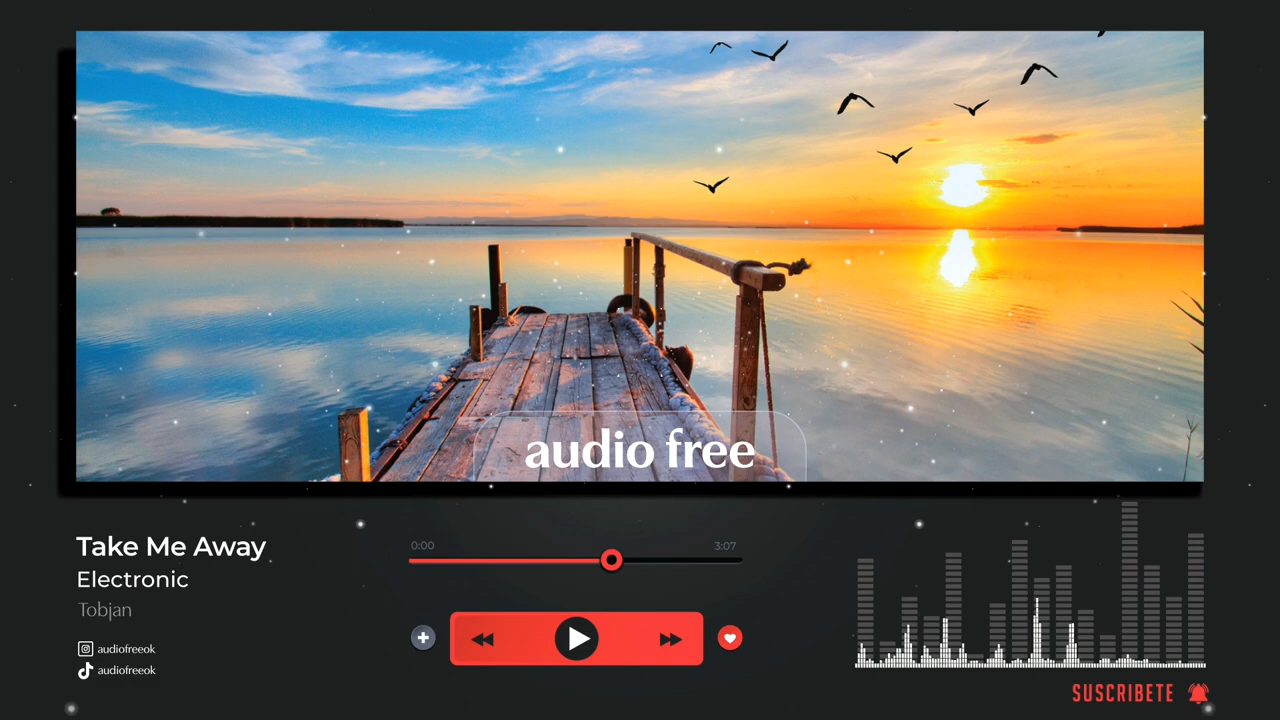 audio free
Take Me Away
Electronic
Tobjan
audiofreeok
audiofreeok
0:00
3:07
SUSCRIBETE